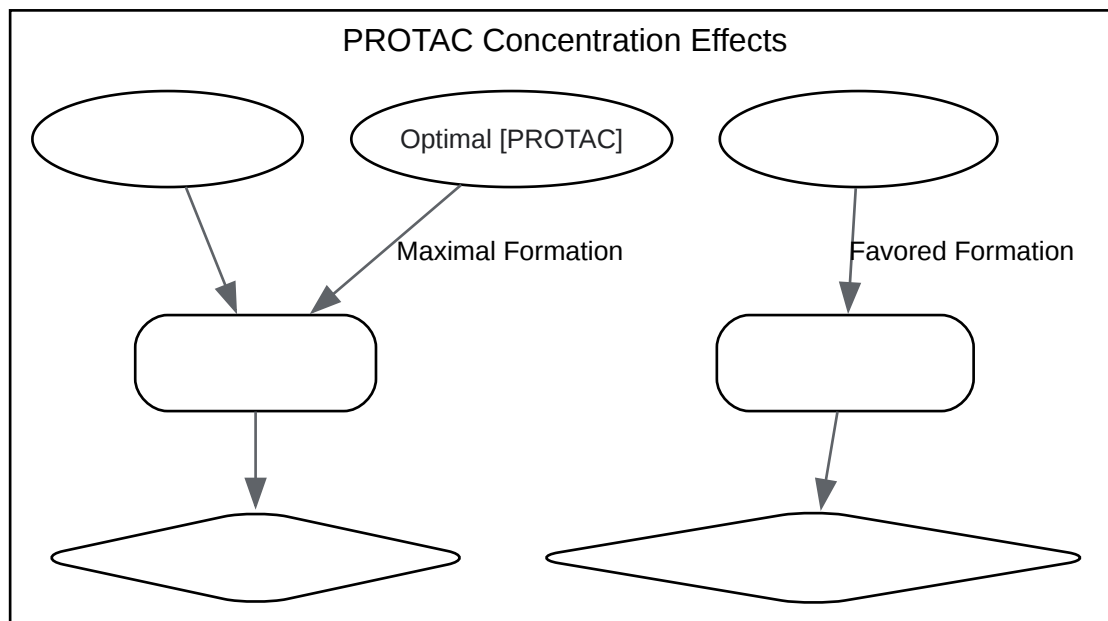 PROTAC Concentration Effects
Optimal [PROTAC]
Maximal Formation
Favored Formation